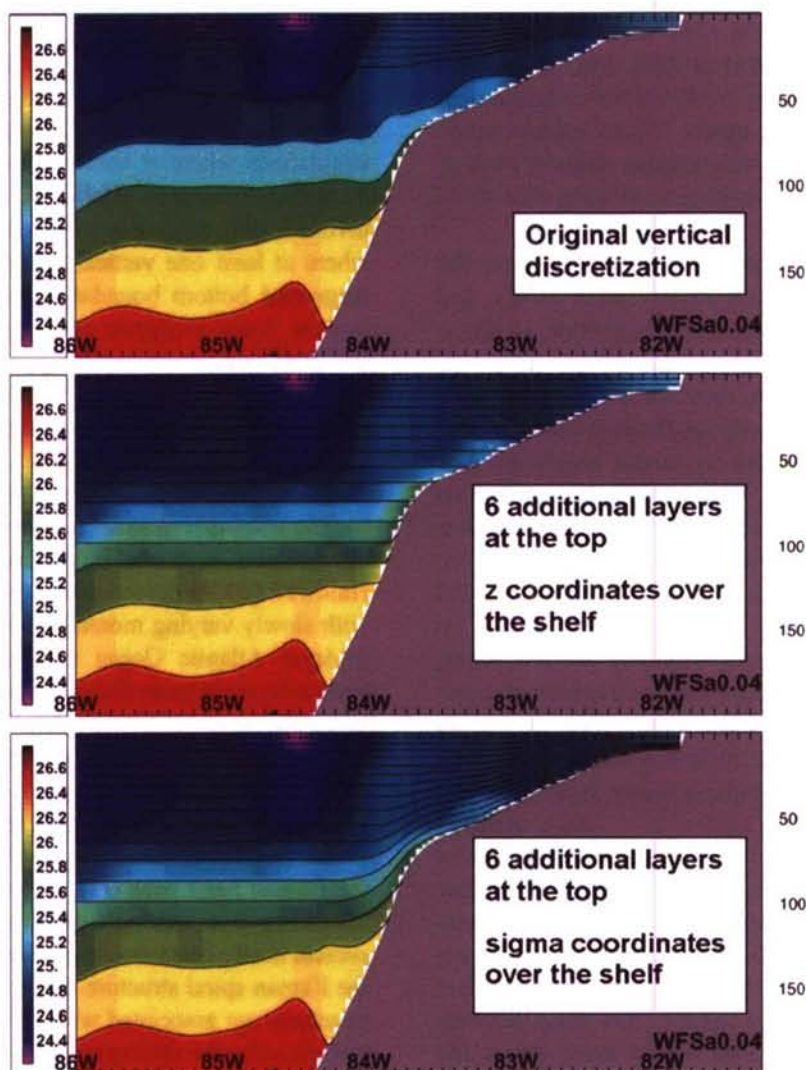 26.6
26.4
26.2
26.
25.8
25.6
25.4
25.2
25.
24.8
24.6
24.4
50
100
150
Original vertical
discretization
WFSa0.04
86W 85W 84W 83W 82W
26.6
26.4
26.2
26.
25.8
25.6
25.4
25.2
25.
24.8
24.6
24.4
50
100
150
6 additional layers
at the top
z coordinates over
the shelf
WFSa0.04
86W 85W 84W 83W 82W
26.6
26.4
26.2
26.
25.8
25.6
25.4
25.2
25.
24.8
24.6
24.4
50
100
150
6 additional layers
at the top
sigma coordinates
over the shelf
WFSa0.04
86W 85W 84W 83W 82W